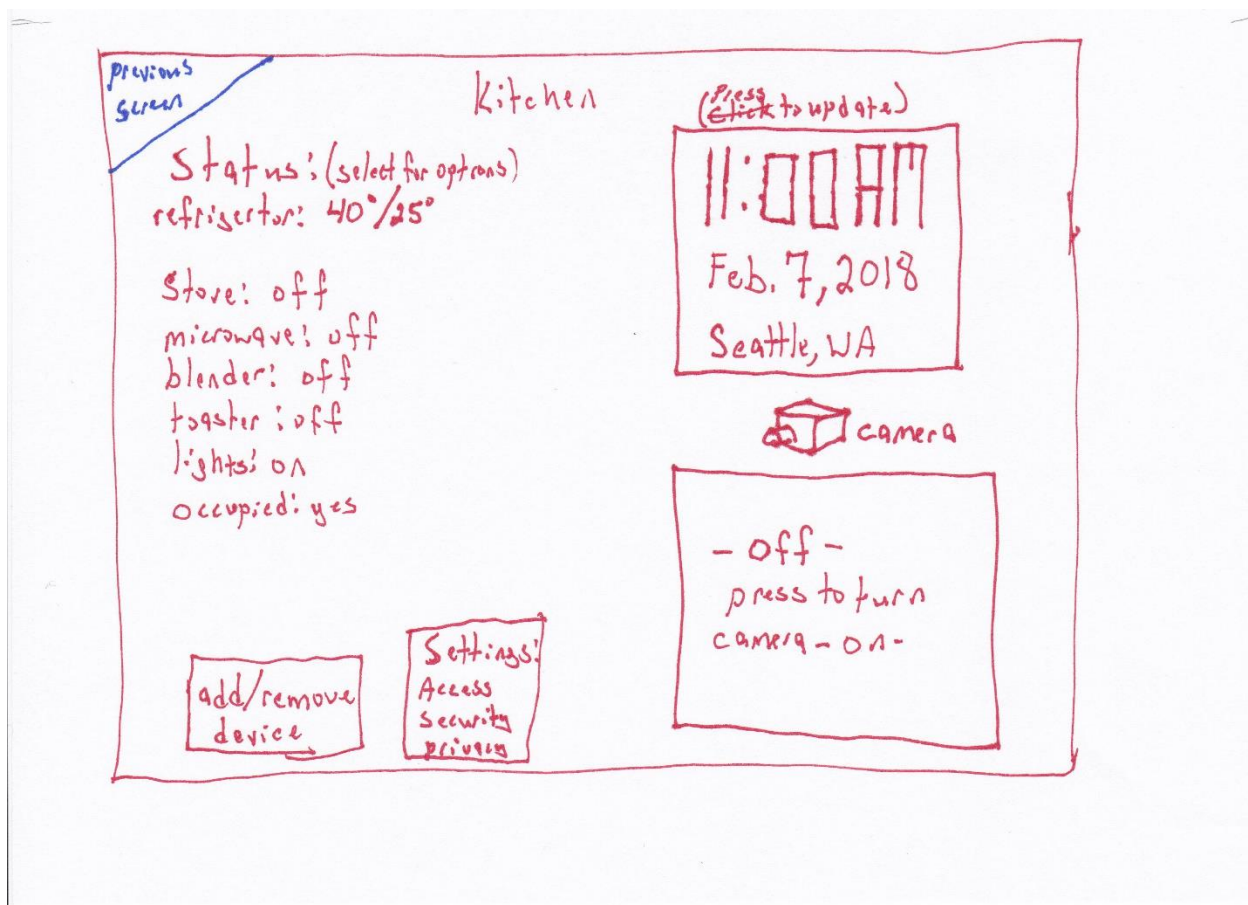 previous
screen
Kitchen
Press
(Click to update)
Status: (select for options)
refrigertor: 40°/25°
Stove: off
microwave: off
blender: off
toaster: off
lights: on
occupied: yes
11:00 AM
Feb. 7, 2018
Seattle, WA
camera
- Off -
press to turn
camera - on -
add/remove
device
Settings:
Access
Security
privacy